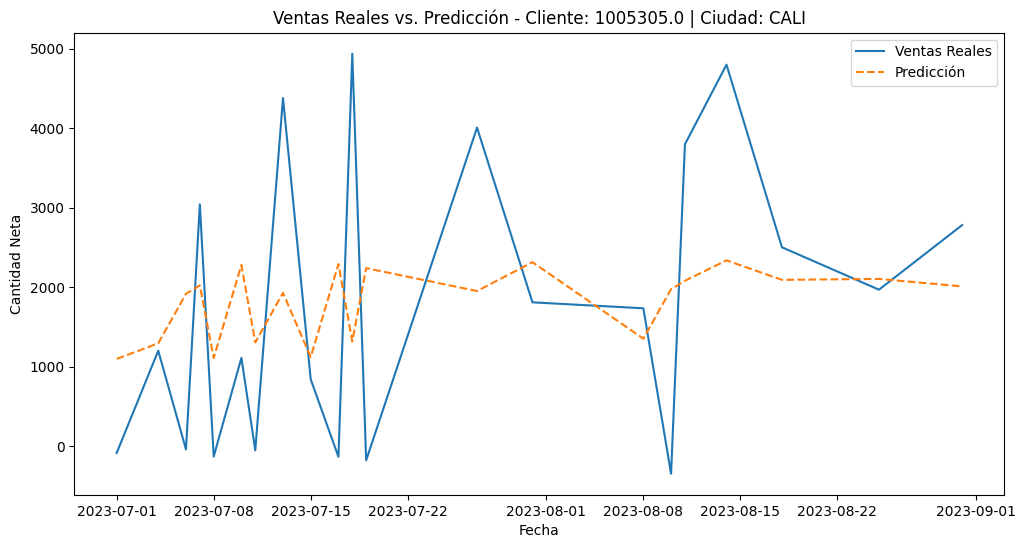 Ventas Reales vs. Predicción - Cliente: 1005305.0 | Ciudad: CALI
Ventas Reales
Predicción
5000
4000
3000
2000
1000
0
Cantidad Neta
2023-07-01 2023-07-08 2023-07-15 2023-07-22 2023-08-01 2023-08-08 2023-08-15 2023-08-22 2023-09-01
Fecha